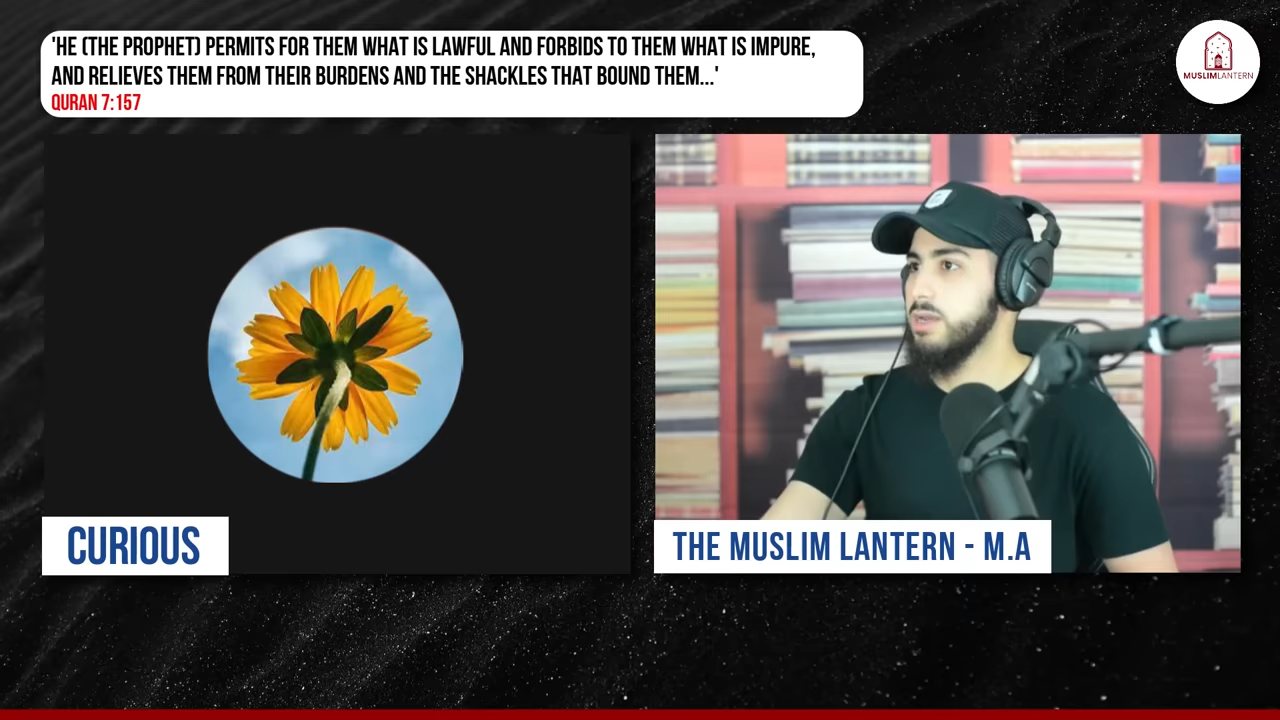 'HE (THE PROPHET) PERMITS FOR THEM WHAT IS LAWFUL AND FORBIDS TO THEM WHAT IS IMPURE,
AND RELIEVES THEM FROM THEIR BURDENS AND THE SHACKLES THAT BOUND THEM...'
QURAN 7:157
MUSLIMLANTERN
CURIOUS
THE MUSLIM LANTERN - M.A